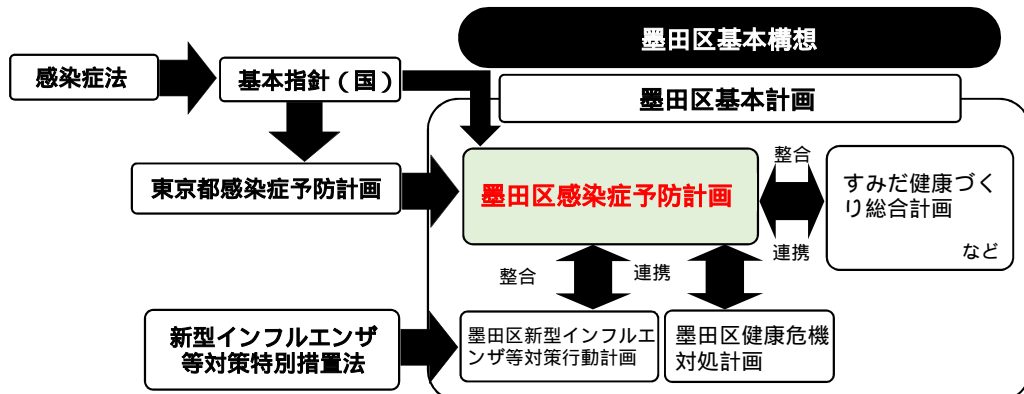 墨田区基本構想
感染症法
基本指針（国）
墨田区基本計画
東京都感染症予防計画
墨田区感染症予防計画
整合
連携
すみだ健康づく
り総合計画
など
整合
連携
新型インフルエンザ
等対策特別措置法
墨田区新型インフルエ
ンザ等対策行動計画
墨田区健康危機
対処計画